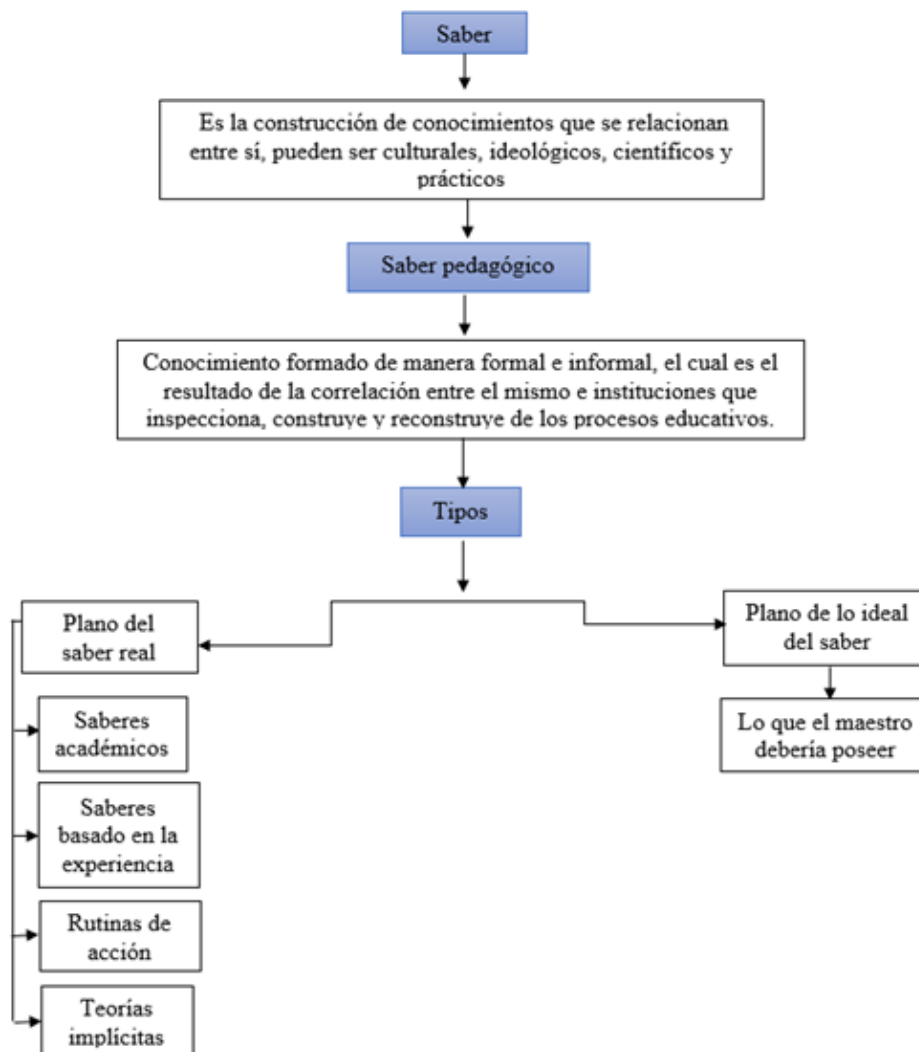 Saber
Es la construcción de conocimientos que se relacionan
entre sí, pueden ser culturales, ideológicos, científicos y
prácticos
Saber pedagógico
Conocimiento formado de manera formal e informal, el cual es el
resultado de la correlación entre el mismo e instituciones que
inspecciona, construye y reconstruye de los procesos educativos.
Tipos
Plano del
saber real
Plano de lo ideal
del saber
Saberes
académicos
Lo que el maestro
debería poseer
Saberes
basado en la
experiencia
Rutinas de
acción
Teorías
implícitas